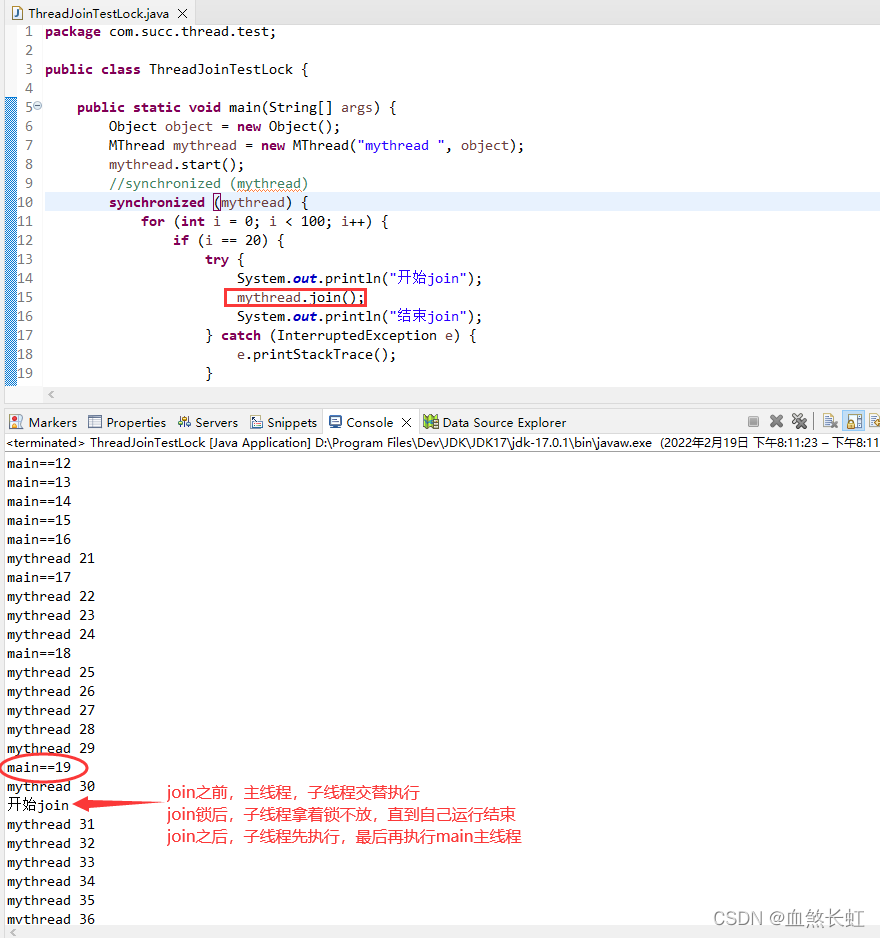 ThreadJoinTestLock.java
1 package com.succ.thread.test;
2
3 public class ThreadJoinTestLock {
4
5 public static void main(String[] args) {
6 Object object = new Object();
7 MThread mythread = new MThread("mythread ", object);
8 mythread.start();
9 //synchronized (mythread)
10 synchronized (mythread) {
11 for (int i = 0; i < 100; i++) {
12 if (i == 20) {
13 try {
14 System.out.println("开始join");
15 mythread.join();
16 System.out.println("结束join");
17 } catch (InterruptedException e) {
18 e.printStackTrace();
19 }
Markers Properties Servers Snippets Console Data Source Explorer
<terminated> ThreadJoinTestLock [Java Application] D:\Program Files\Dev\JDK\JDK17\jdk-17.0.1\bin\javaw.exe (2022年2月19日 下午8:11:23 – 下午8:11
main==12
main==13
main==14
main==15
main==16
mythread 21
main==17
mythread 22
mythread 23
mythread 24
main==18
mythread 25
mythread 26
mythread 27
mythread 28
mythread 29
main==19
mythread 30
开始join
mythread 31
mythread 32
mythread 33
mythread 34
mythread 35
mythread 36
join之前，主线程，子线程交替执行
join锁后，子线程拿着锁不放，直到自己运行结束
join之后，子线程先执行，最后再执行main主线程
CSDN @血煞长虹